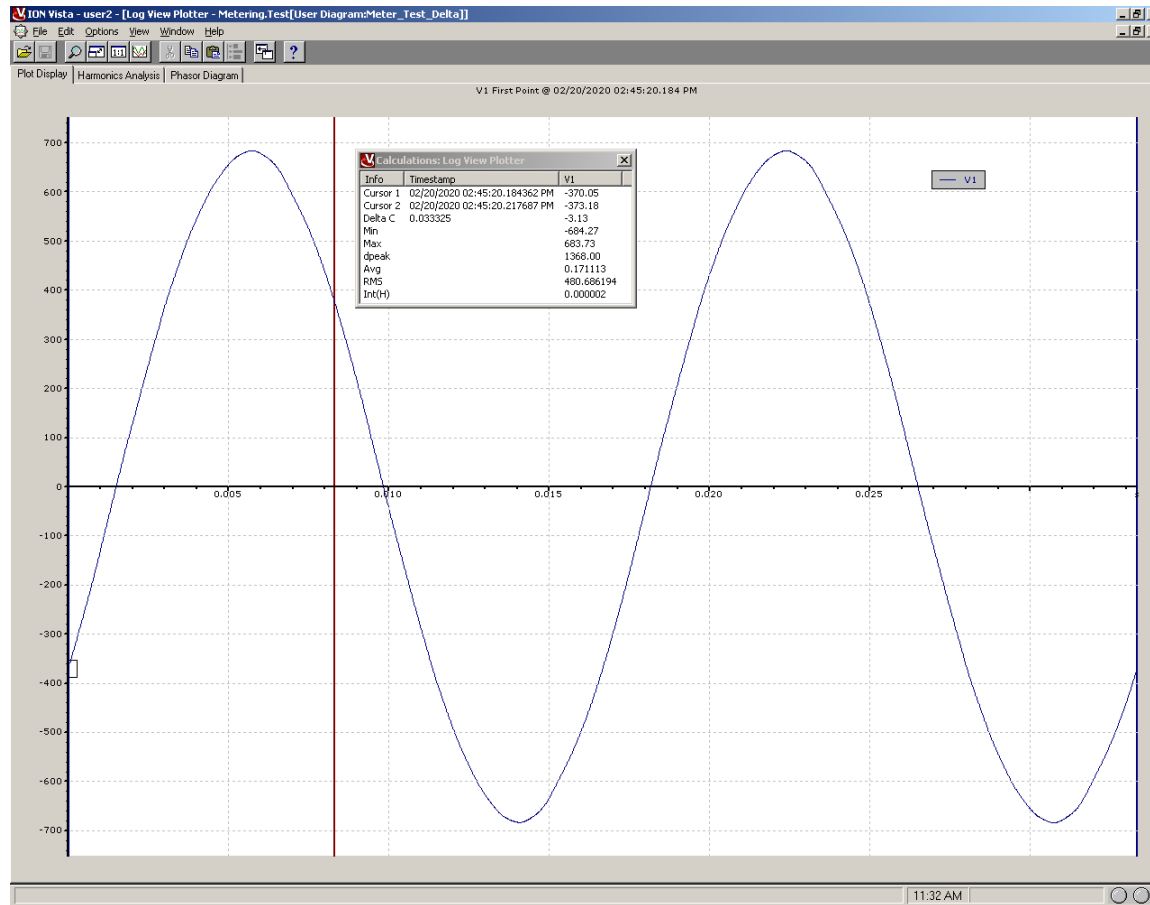 ION Vista - user2 - [Log View Plotter - Metering.Test[User Diagram:Meter_Test_Delta]]
File Edit Options View Window Help
1:1 ?
Plot Display Harmonics Analysis Phasor Diagram
V1 First Point @ 02/20/2020 02:45:20.184 PM
700
600
500
400
300
200
100
0
-100
-200
-300
-400
-500
-600
-700
0.005 0.010 0.015 0.020 0.025 s
Calculations: Log View Plotter
Info Timestamp V1
Cursor 1 02/20/2020 02:45:20.184362 PM -370.05
Cursor 2 02/20/2020 02:45:20.217687 PM -373.18
Delta C 0.033325 -3.13
Min -684.27
Max 683.73
dpeak 1368.00
Avg 0.171113
RMS 480.686194
Int(H) 0.000002
V1
11:32 AM